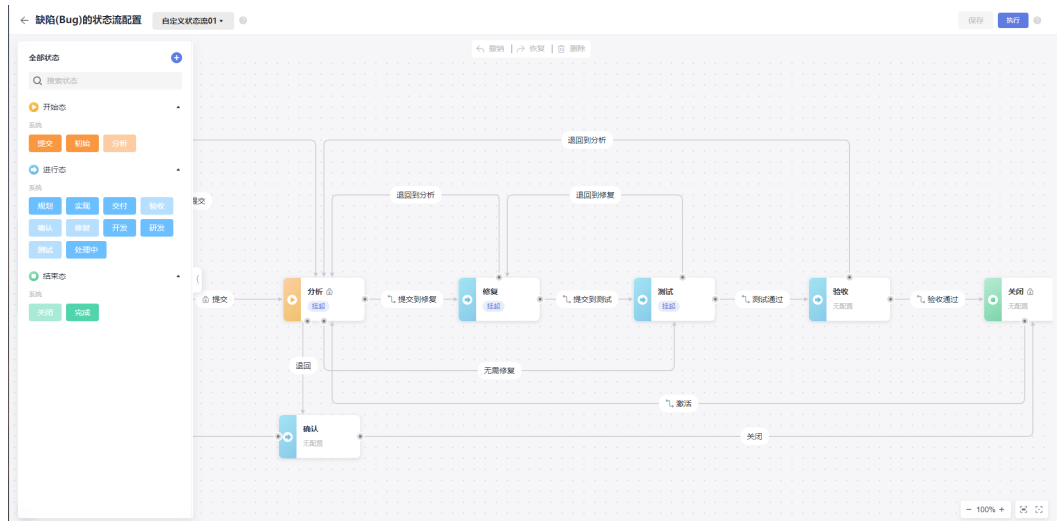 缺陷(Bug)的状态流配置 自定义状态流01 保存 执行
撤销 恢复 删除
全部状态
搜索状态
开始态
系统
提交 初始 分析
进行态
系统
规划 实现 交付 验收
确认 修复 开发 研发
测试 处理中
结束态
系统
关闭 完成
退回到分析
退回到分析 退回到修复
提交
提交 分析 挂起 提交到修复 修复 挂起 提交到测试 测试 挂起 测试通过 验收 无配置 验收通过 关闭 无配置
退回
无需修复
激活
确认
无配置
关闭
- 100% +